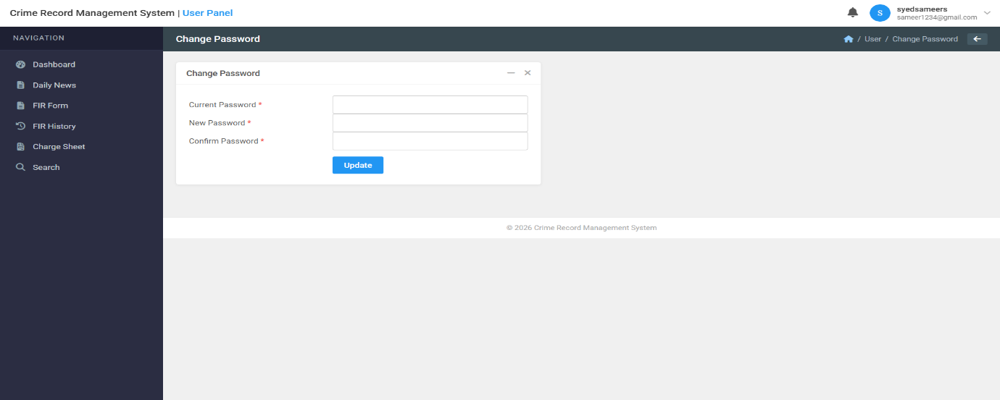 Crime Record Management System | User Panel
S
syedsameers
sameer1234@gmail.com
NAVIGATION
Dashboard
Daily News
FIR Form
FIR History
Charge Sheet
Search
Change Password
/ User / Change Password
Change Password
Current Password *
New Password *
Confirm Password *
Update
© 2026 Crime Record Management System